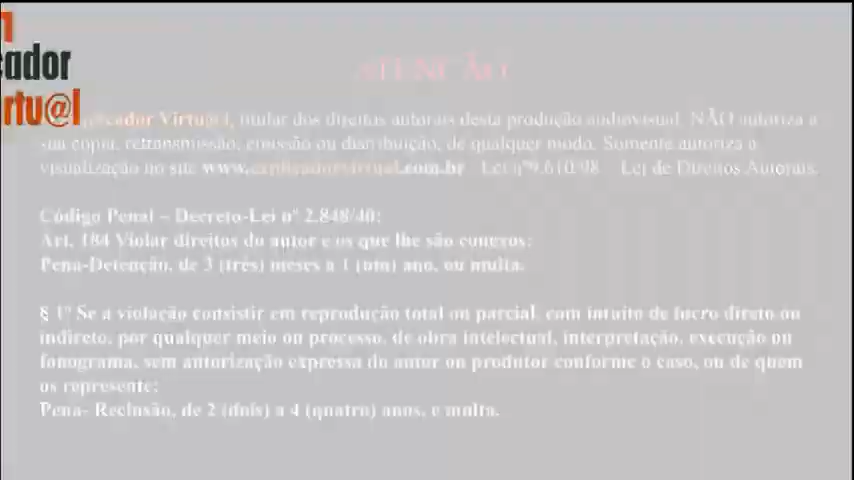 cador
rtu@l
ATENÇÃO
cador Virtu@l, titular dos direitos autorais desta produção audiovisual, NÃO autoriza a
sua cópia, retransmissão, emissão ou distribuição, de qualquer modo. Somente autoriza a
visualização no site www.explicadorvirtual.com.br Lei nº9.610/98 Lei de Direitos Autorais.
Código Penal – Decreto-Lei nº 2.848/40:
Art. 184 Violar direitos do autor e os que lhe são conexos:
Pena-Detenção, de 3 (três) meses a 1 (um) ano, ou multa.
§ 1º Se a violação consistir em reprodução total ou parcial, com intuito de lucro direto ou
indireto, por qualquer meio ou processo, de obra intelectual, interpretação, execução ou
fonograma, sem autorização expressa do autor ou produtor conforme o caso, ou de quem
os represente:
Pena- Reclusão, de 2 (dois) a 4 (quatro) anos, e multa.